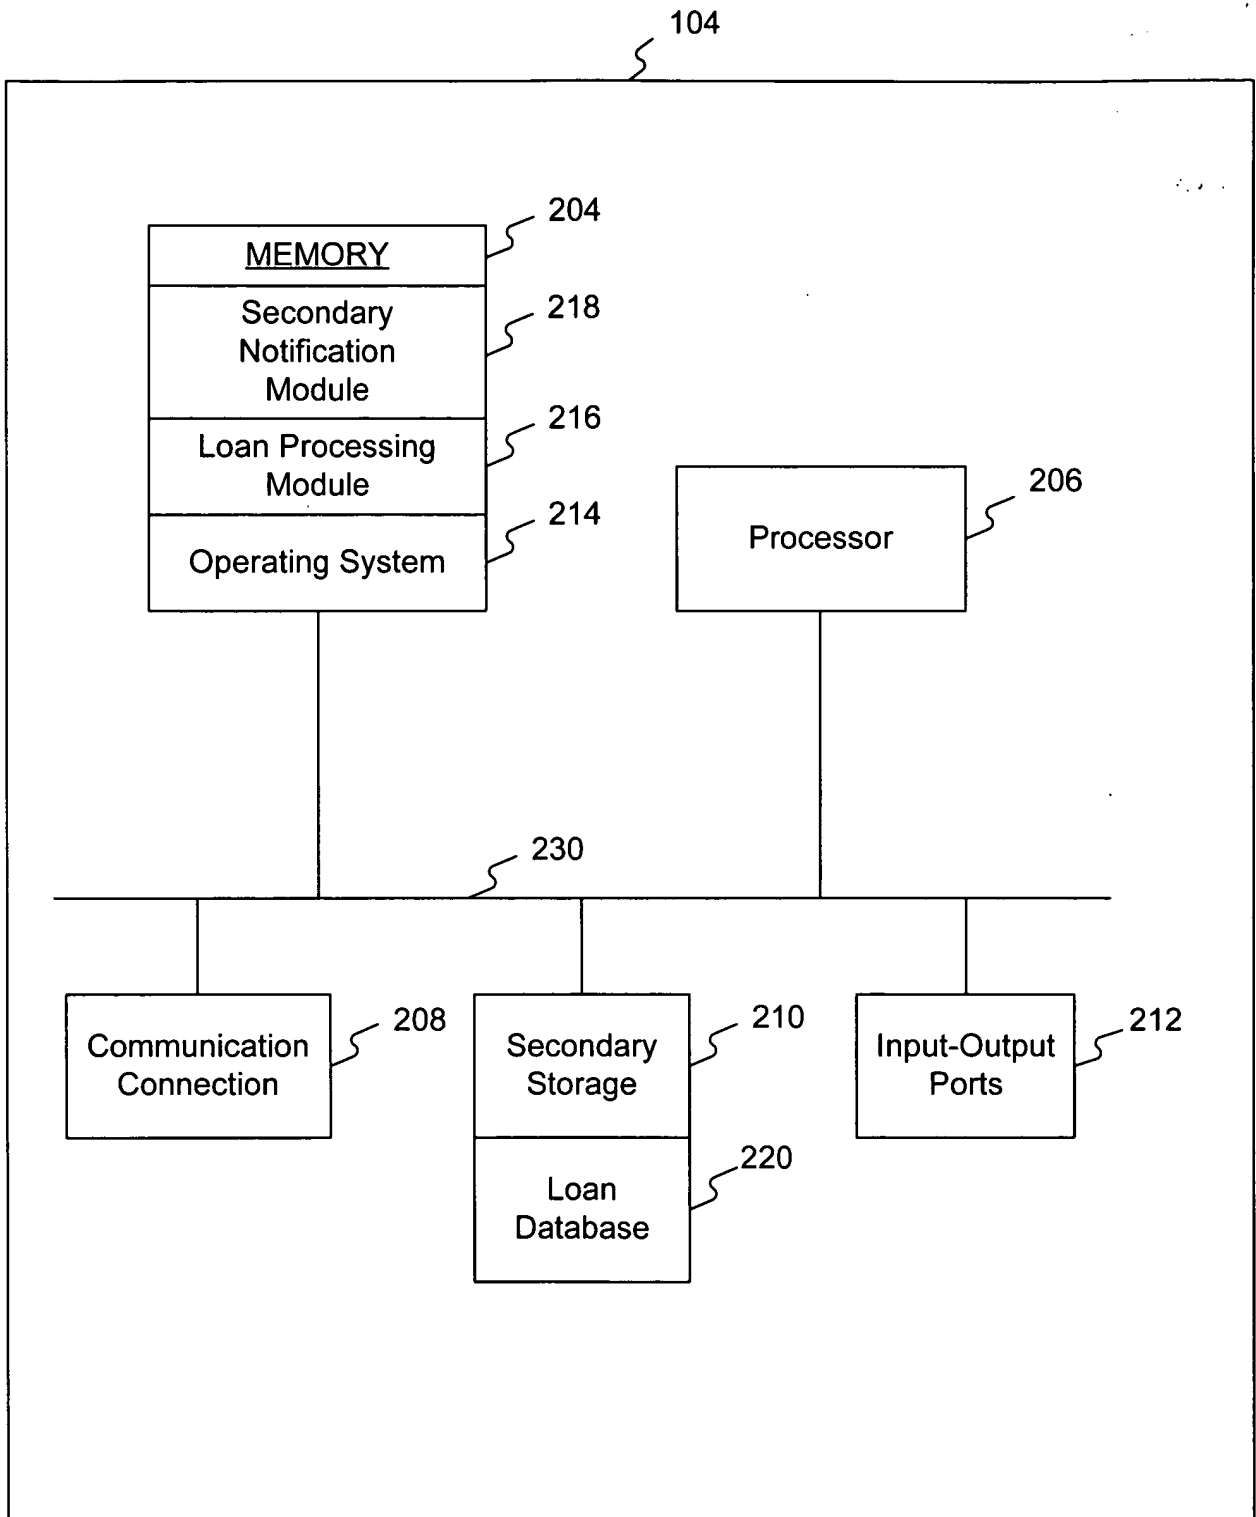 104
204
MEMORY
218
Secondary
Notification
Module
216
Loan Processing
Module
214
Operating System
206
Processor
230
208
Communication
Connection
210
Secondary
Storage
212
Input-Output
Ports
220
Loan
Database